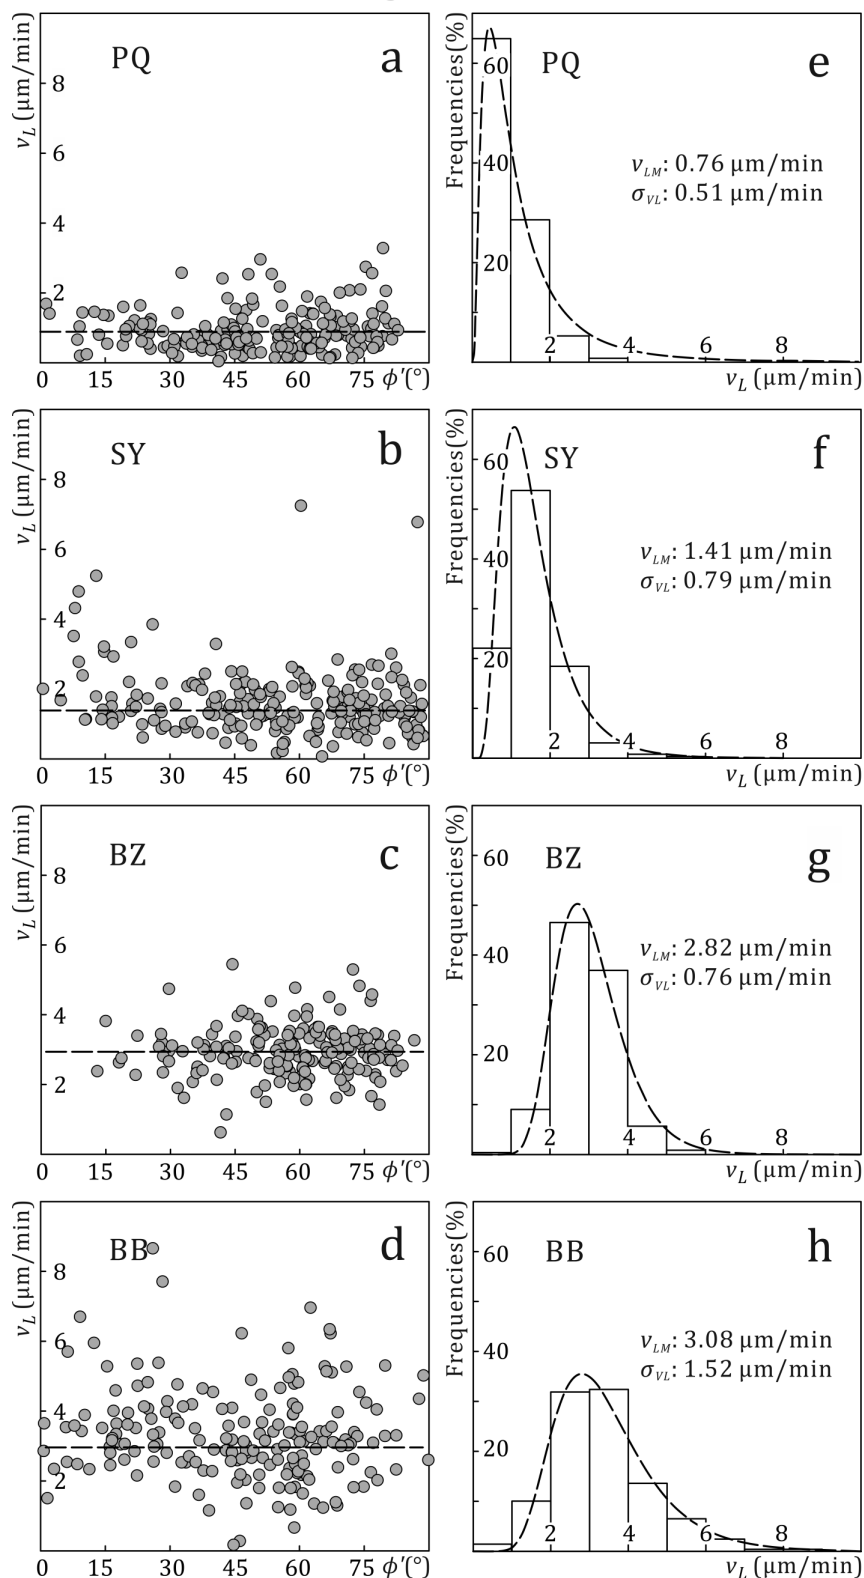 v_L (μm/min)
8
6
4
2
PQ
a
0 15 30 45 60 75 ϕ′(°)
Frequencies(%)
60
40
20
PQ
e
v_LM: 0.76 μm/min
σ_VL: 0.51 μm/min
2 4 6 8
v_L (μm/min)
v_L (μm/min)
8
6
4
2
SY
b
0 15 30 45 60 75 ϕ′(°)
Frequencies(%)
60
40
20
SY
f
v_LM: 1.41 μm/min
σ_VL: 0.79 μm/min
2 4 6 8
v_L (μm/min)
v_L (μm/min)
8
6
4
2
BZ
c
0 15 30 45 60 75 ϕ′(°)
Frequencies(%)
60
40
20
BZ
g
v_LM: 2.82 μm/min
σ_VL: 0.76 μm/min
2 4 6 8
v_L (μm/min)
v_L (μm/min)
8
6
4
2
BB
d
0 15 30 45 60 75 ϕ′(°)
Frequencies(%)
60
40
20
BB
h
v_LM: 3.08 μm/min
σ_VL: 1.52 μm/min
2 4 6 8
v_L (μm/min)